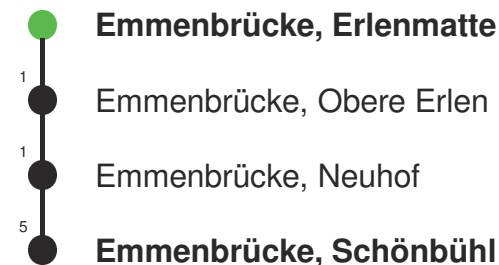 Emmenbrücke, Erlenmatte
1
Emmenbrücke, Obere Erlen
1
Emmenbrücke, Neuhof
5
Emmenbrücke, Schönbühl